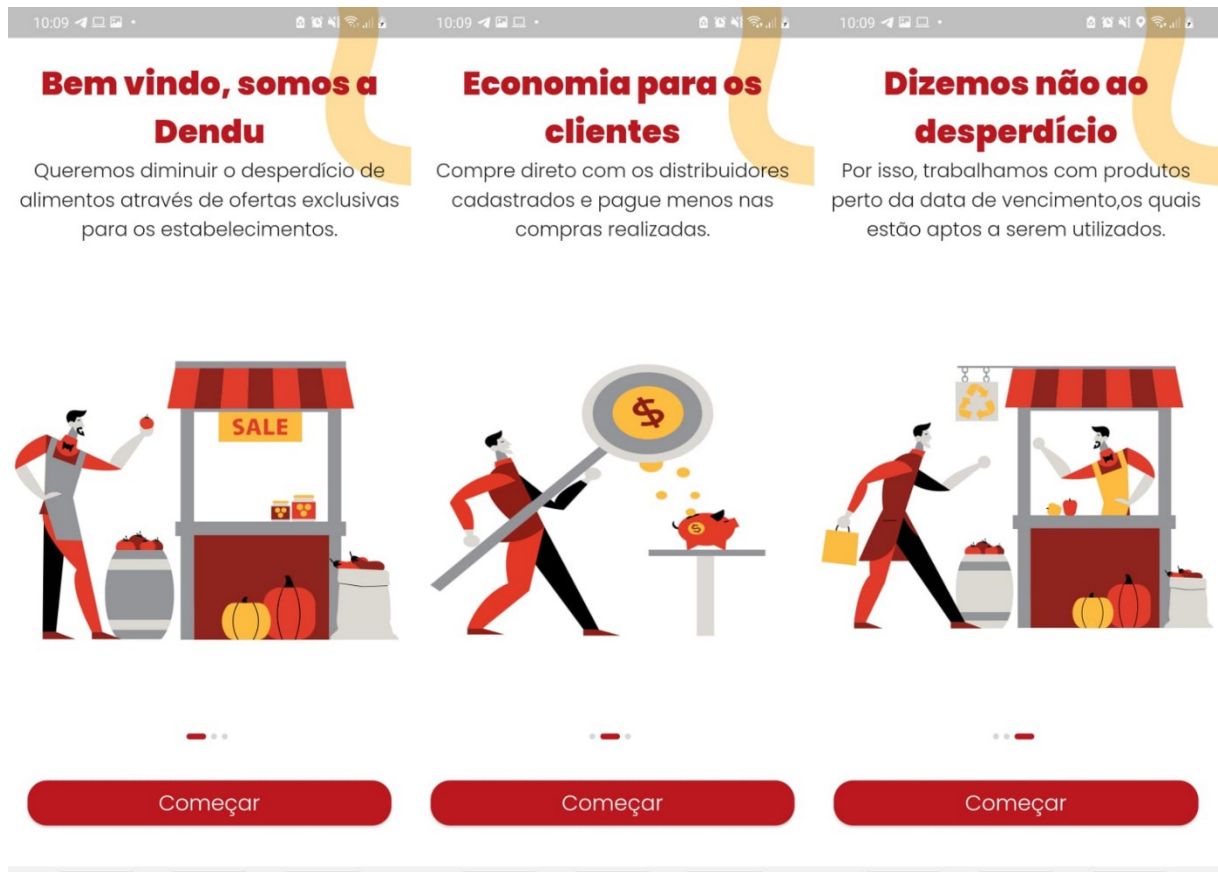 10:09
Bem vindo, somos a
Dendu
Queremos diminuir o desperdício de
alimentos através de ofertas exclusivas
para os estabelecimentos.
SALE
Começar
10:09
Economia para os
clientes
Compre direto com os distribuidores
cadastrados e pague menos nas
compras realizadas.
$
$
Começar
10:09
Dizemos não ao
desperdício
Por isso, trabalhamos com produtos
perto da data de vencimento,os quais
estão aptos a serem utilizados.
Começar